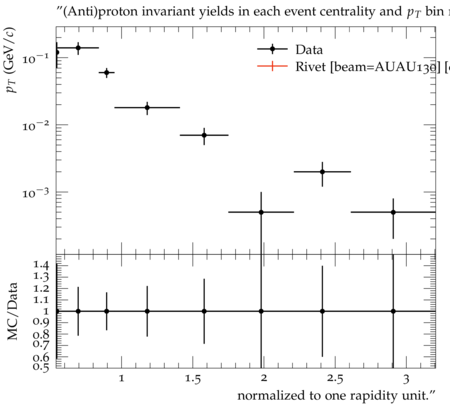 "(Anti)proton invariant yields in each event centrality and p_T bin
p_T (GeV/c)
Data
Rivet [beam=AUAU130]
10^−1
10^−2
10^−3
MC/Data
1.4
1.3
1.2
1.1
1
0.9
0.8
0.7
0.6
0.5
1 1.5 2 2.5 3
normalized to one rapidity unit."